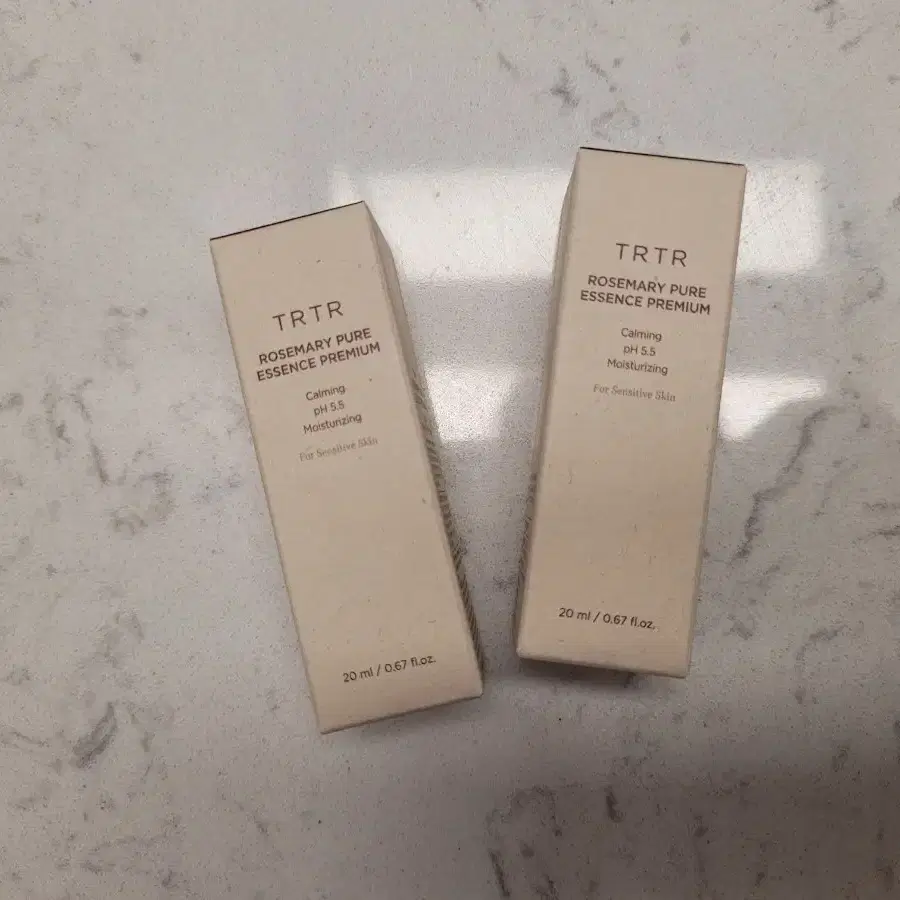 TRTR
ROSEMARY PURE
ESSENCE PREMIUM
Calming
pH 5.5
Moisturizing
For Sensitive Skin
20 ml / 0.67 fl.oz.
TRTR
ROSEMARY PURE
ESSENCE PREMIUM
Calming
pH 5.5
Moisturizing
For Sensitive Skin
20 ml / 0.67 fl.oz.